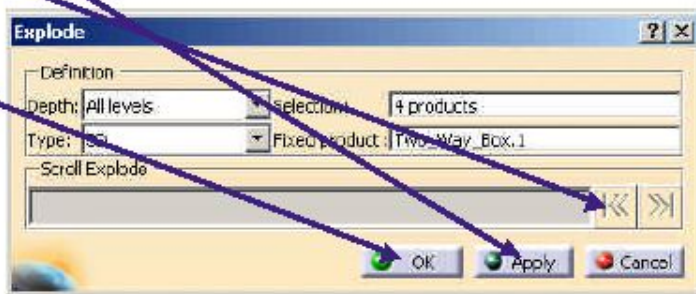 Explode
Definition
Depth: All levels Selection: 4 products
Type: 3D Fixed product : Two_Way_Box.1
Scroll Explode
OK Apply Cancel